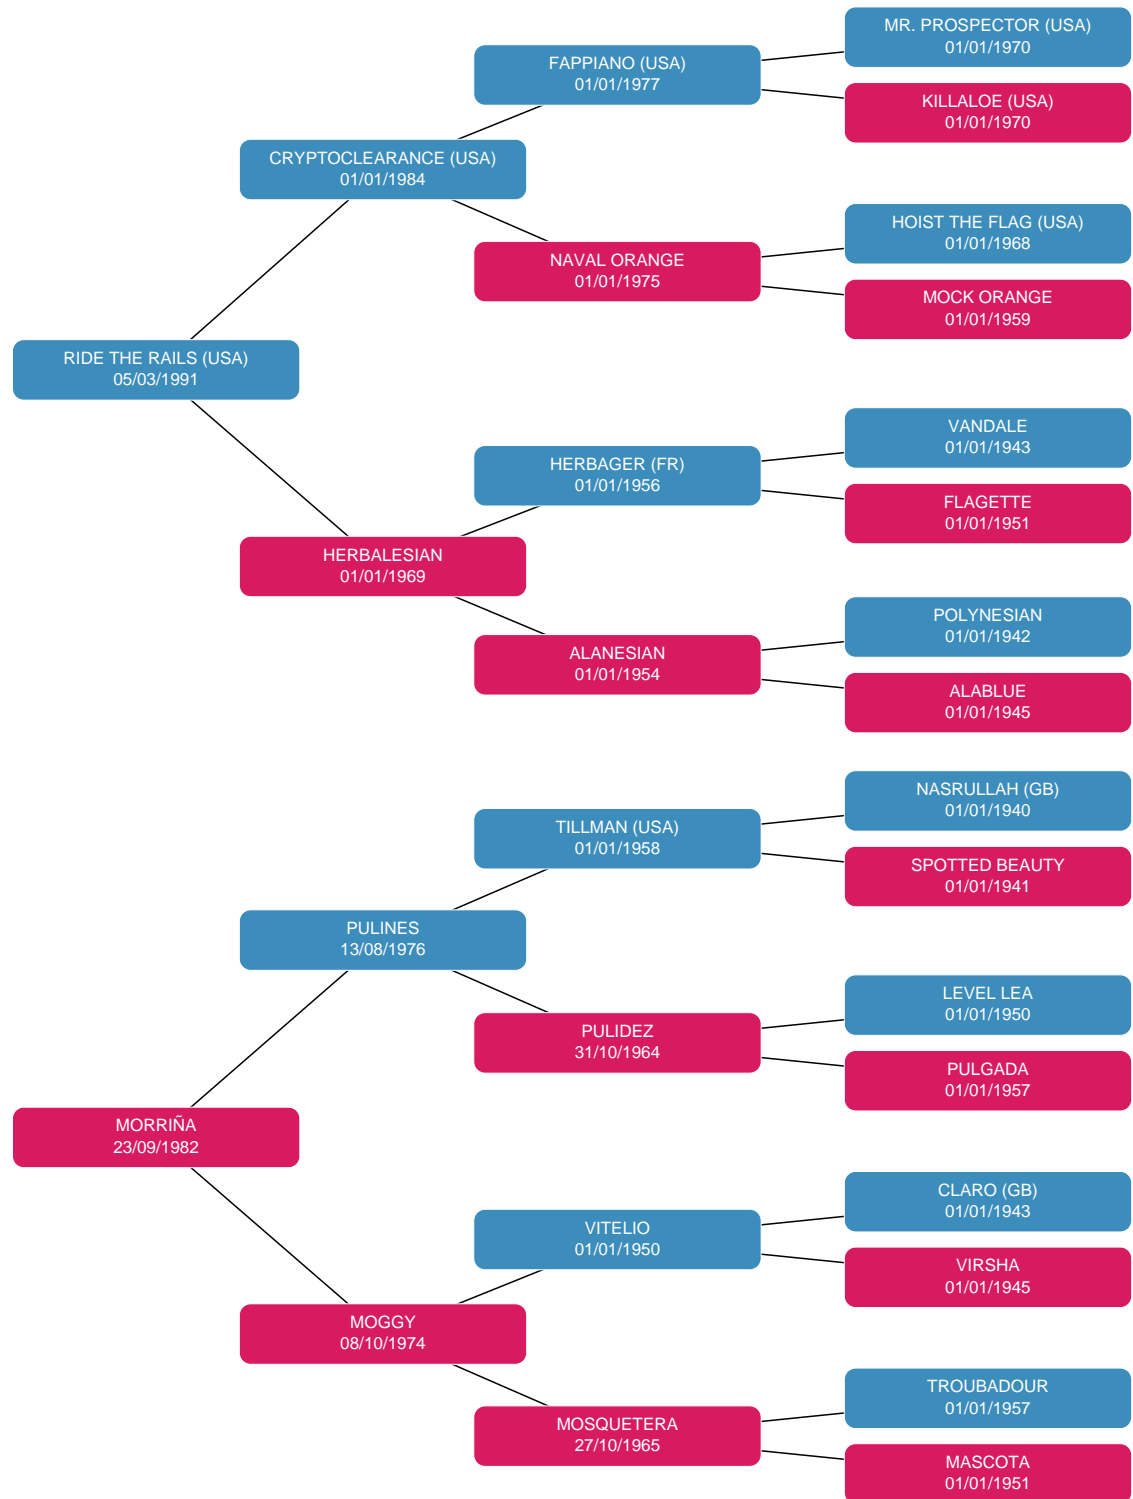 MR. PROSPECTOR (USA)
01/01/1970
FAPPIANO (USA)
01/01/1977
KILLALOE (USA)
01/01/1970
CRYPTOCLEARANCE (USA)
01/01/1984
HOIST THE FLAG (USA)
01/01/1968
NAVAL ORANGE
01/01/1975
MOCK ORANGE
01/01/1959
RIDE THE RAILS (USA)
05/03/1991
VANDALE
01/01/1943
HERBAGER (FR)
01/01/1956
FLAGETTE
01/01/1951
HERBALESIAN
01/01/1969
POLYNESIAN
01/01/1942
ALANESIAN
01/01/1954
ALABLUE
01/01/1945
NASRULLAH (GB)
01/01/1940
TILLMAN (USA)
01/01/1958
SPOTTED BEAUTY
01/01/1941
PULINES
13/08/1976
LEVEL LEA
01/01/1950
PULIDEZ
31/10/1964
PULGADA
01/01/1957
MORRIÑA
23/09/1982
CLARO (GB)
01/01/1943
VITELIO
01/01/1950
VIRSHA
01/01/1945
MOGGY
08/10/1974
TROUBADOUR
01/01/1957
MOSQUETERA
27/10/1965
MASCOTA
01/01/1951